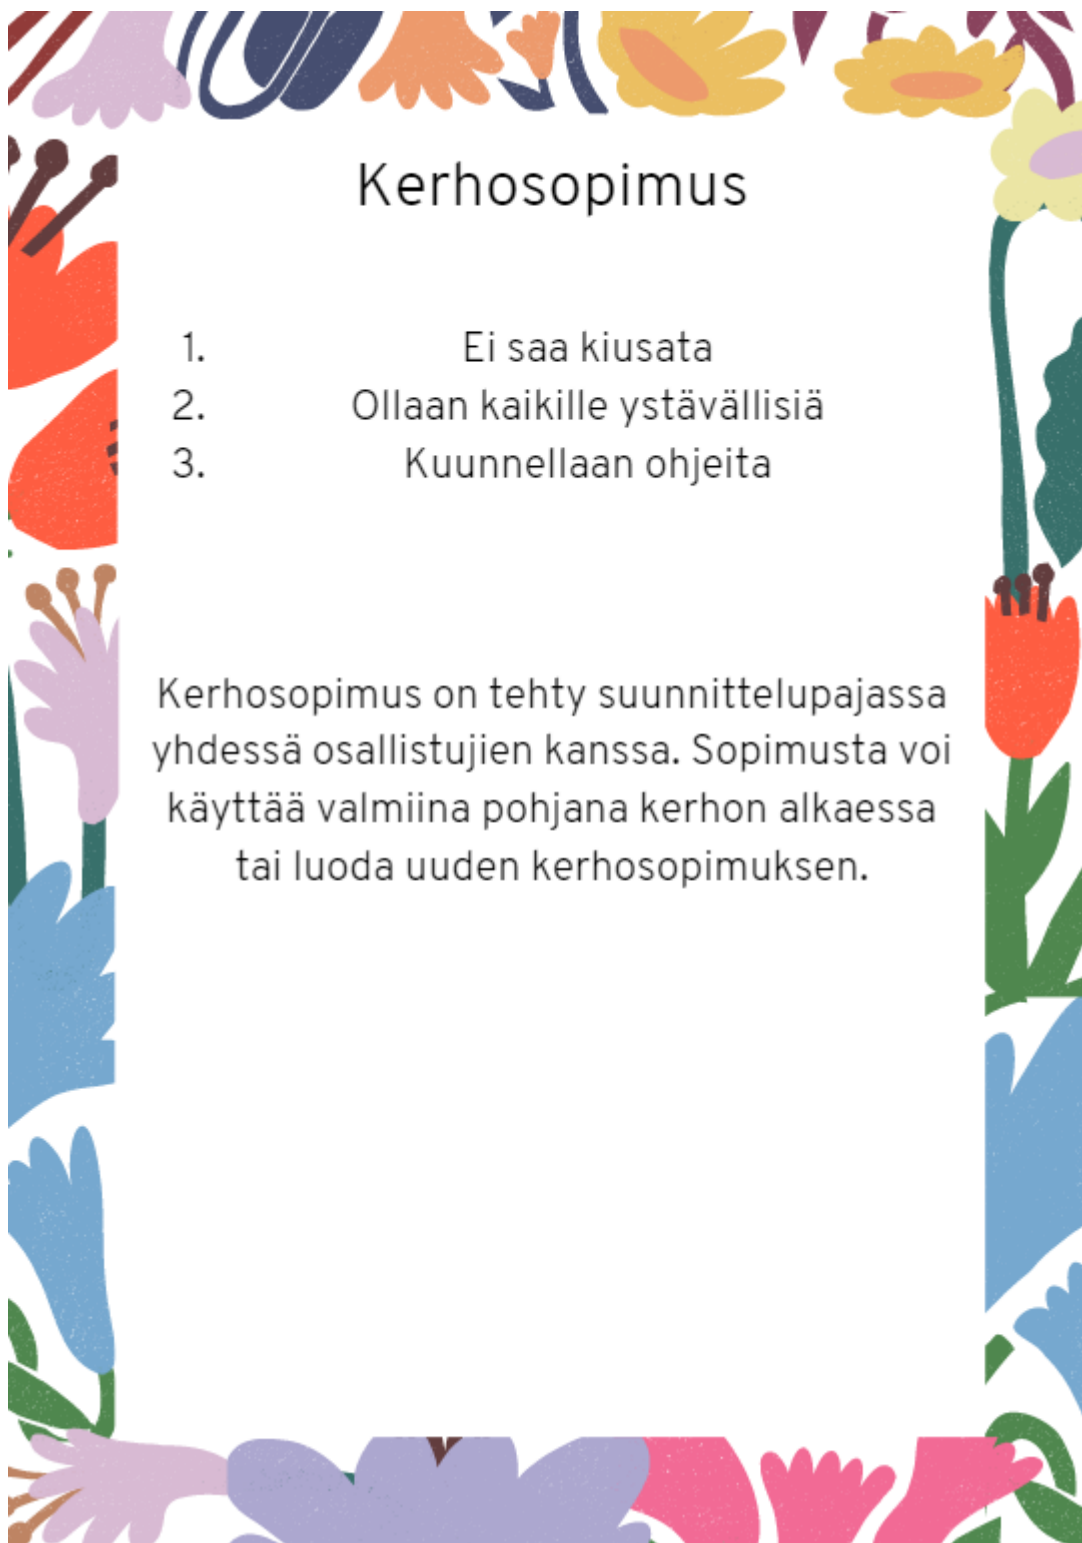 Kerhosopimus
1. Ei saa kiusata
2. Ollaan kaikille ystävällisiä
3. Kuunnellaan ohjeita
Kerhosopimus on tehty suunnittelupajassa
yhdessä osallistujien kanssa. Sopimusta voi
käyttää valmiina pohjana kerhon alkaessa
tai luoda uuden kerhosopimuksen.